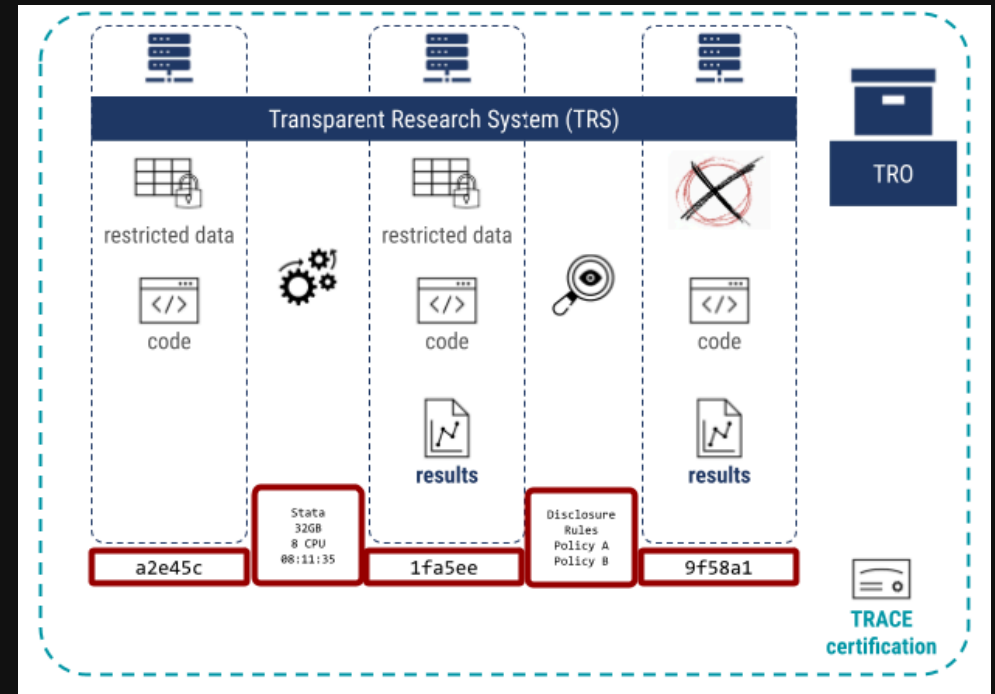 Transparent Research System (TRS)
TRO
restricted data
restricted data
</>
code
</>
code
</>
code
results
results
Stata
32GB
8 CPU
08:11:35
Disclosure
Rules
Policy A
Policy B
a2e45c
1fa5ee
9f58a1
TRACE
certification